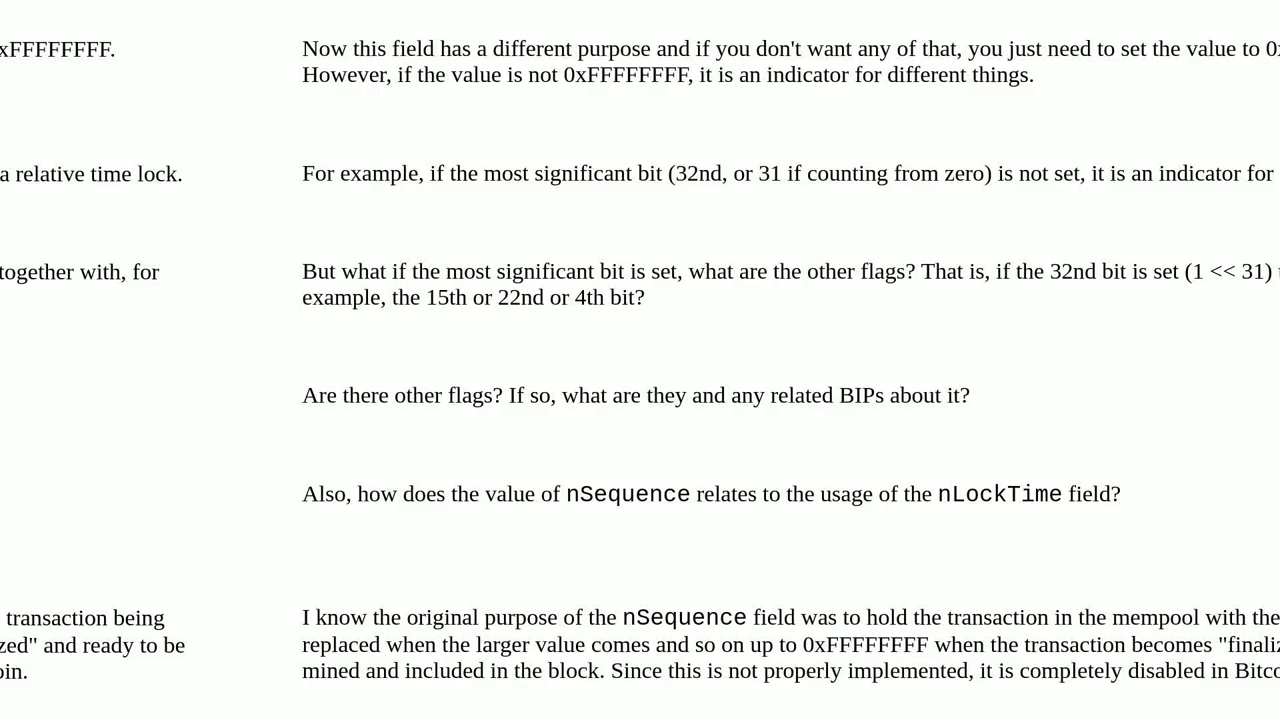 xFFFFFFFF.
a relative time lock.
together with, for
transaction being
zed" and ready to be
oin.
Now this field has a different purpose and if you don't want any of that, you just need to set the value to 0x
However, if the value is not 0xFFFFFFFF, it is an indicator for different things.
For example, if the most significant bit (32nd, or 31 if counting from zero) is not set, it is an indicator for
But what if the most significant bit is set, what are the other flags? That is, if the 32nd bit is set (1 << 31)
example, the 15th or 22nd or 4th bit?
Are there other flags? If so, what are they and any related BIPs about it?
Also, how does the value of nSequence relates to the usage of the nLockTime field?
I know the original purpose of the nSequence field was to hold the transaction in the mempool with the
replaced when the larger value comes and so on up to 0xFFFFFFFF when the transaction becomes "finaliz
mined and included in the block. Since this is not properly implemented, it is completely disabled in Bitco